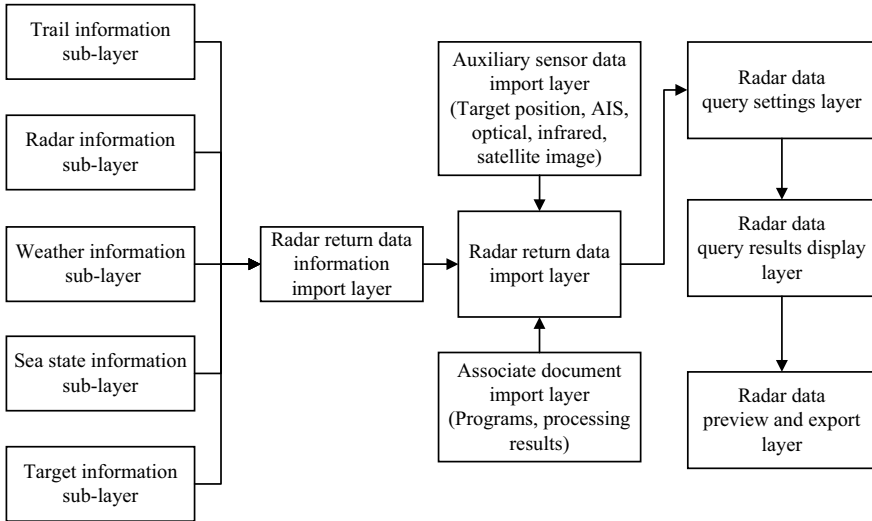 Trail information
sub-layer
Radar information
sub-layer
Weather information
sub-layer
Sea state information
sub-layer
Target information
sub-layer
Radar return data
information
import layer
Auxiliary sensor data
import layer
(Target position, AIS,
optical, infrared,
satellite image)
Radar return data
import layer
Associate document
import layer
(Programs, processing
results)
Radar data
query settings layer
Radar data
query results display
layer
Radar data
preview and export
layer